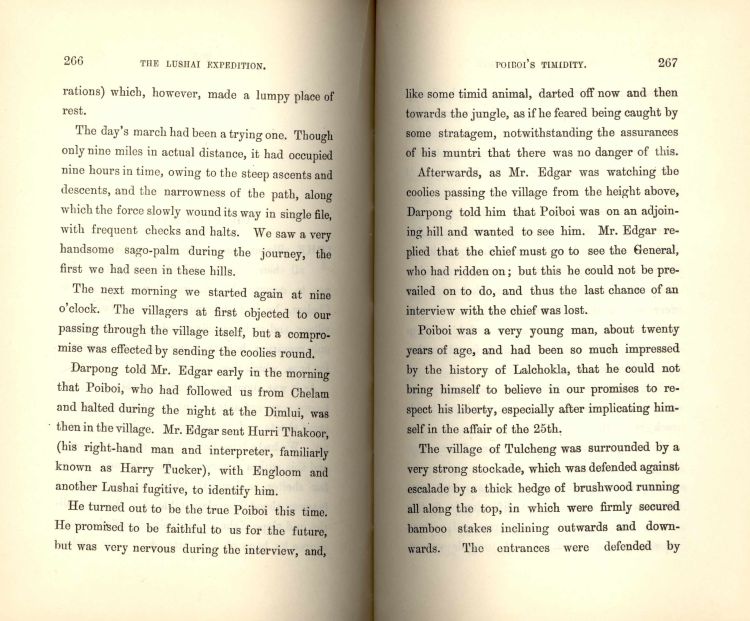 266 THE LUSHAI EXPEDITION.
rations) which, however, made a lumpy place of
rest.
The day's march had been a trying one. Though
only nine miles in actual distance, it had occupied
nine hours in time, owing to the steep ascents and
descents, and the narrowness of the path, along
which the force slowly wound its way in single file,
with frequent checks and halts. We saw a very
handsome sago-palm during the journey, the
first we had seen in these hills.
The next morning we started again at nine
o'clock. The villagers at first objected to our
passing through the village itself, but a compro-
mise was effected by sending the coolies round.
Darpong told Mr. Edgar early in the morning
that Poiboi, who had followed us from Chelam
and halted during the night at the Dimlui, was
then in the village. Mr. Edgar sent Hurri Thakoor,
(his right-hand man and interpreter, familiarly
known as Harry Tucker), with Engloom and
another Lushai fugitive, to identify him.
He turned out to be the true Poiboi this time.
He promised to be faithful to us for the future,
but was very nervous during the interview, and,
POIBOI'S TIMIDITY. 267
like some timid animal, darted off now and then
towards the jungle, as if he feared being caught by
some stratagem, notwithstanding the assurances
of his muntri that there was no danger of this.
Afterwards, as Mr. Edgar was watching the
coolies passing the village from the height above,
Darpong told him that Poiboi was on an adjoin-
ing hill and wanted to see him. Mr. Edgar re-
plied that the chief must go to see the General,
who had ridden on; but this he could not be pre-
vailed on to do, and thus the last chance of an
interview with the chief was lost.
Poiboi was a very young man, about twenty
years of age, and had been so much impressed
by the history of Lalchokla, that he could not
bring himself to believe in our promises to re-
spect his liberty, especially after implicating him-
self in the affair of the 25th.
The village of Tulcheng was surrounded by a
very strong stockade, which was defended against
escalade by a thick hedge of brushwood running
all along the top, in which were firmly secured
bamboo stakes inclining outwards and down-
wards. The entrances were defended by